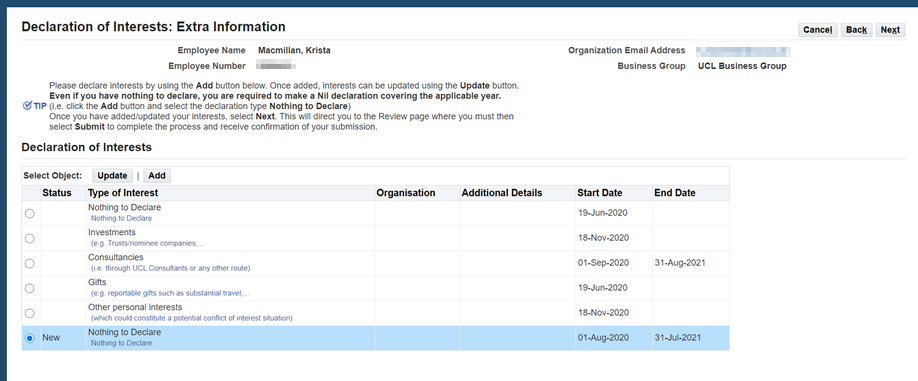 Declaration of Interests: Extra Information
Cancel Back Next
Employee Name Macmillan, Krista Organization Email Address
Employee Number Business Group UCL Business Group
Please declare interests by using the Add button below. Once added, interests can be updated using the Update button.
Even if you have nothing to declare, you are required to make a Nil declaration covering the applicable year.
TIP (i.e. click the Add button and select the declaration type Nothing to Declare)
Once you have added/updated your interests, select Next. This will direct you to the Review page where you must then
select Submit to complete the process and receive confirmation of your submission.
Declaration of Interests
Select Object: Update | Add
Status Type of Interest Organisation Additional Details Start Date End Date
Nothing to Declare
Nothing to Declare 19-Jun-2020
Investments
(e.g. Trusts/nominee companies;... 18-Nov-2020
Consultancies
(i.e. through UCL Consultants or any other route) 01-Sep-2020 31-Aug-2021
Gifts
(e.g. reportable gifts such as substantial travel;... 19-Jun-2020
Other personal interests
(which could constitute a potential conflict of interest situation) 18-Nov-2020
New Nothing to Declare
Nothing to Declare 01-Aug-2020 31-Jul-2021